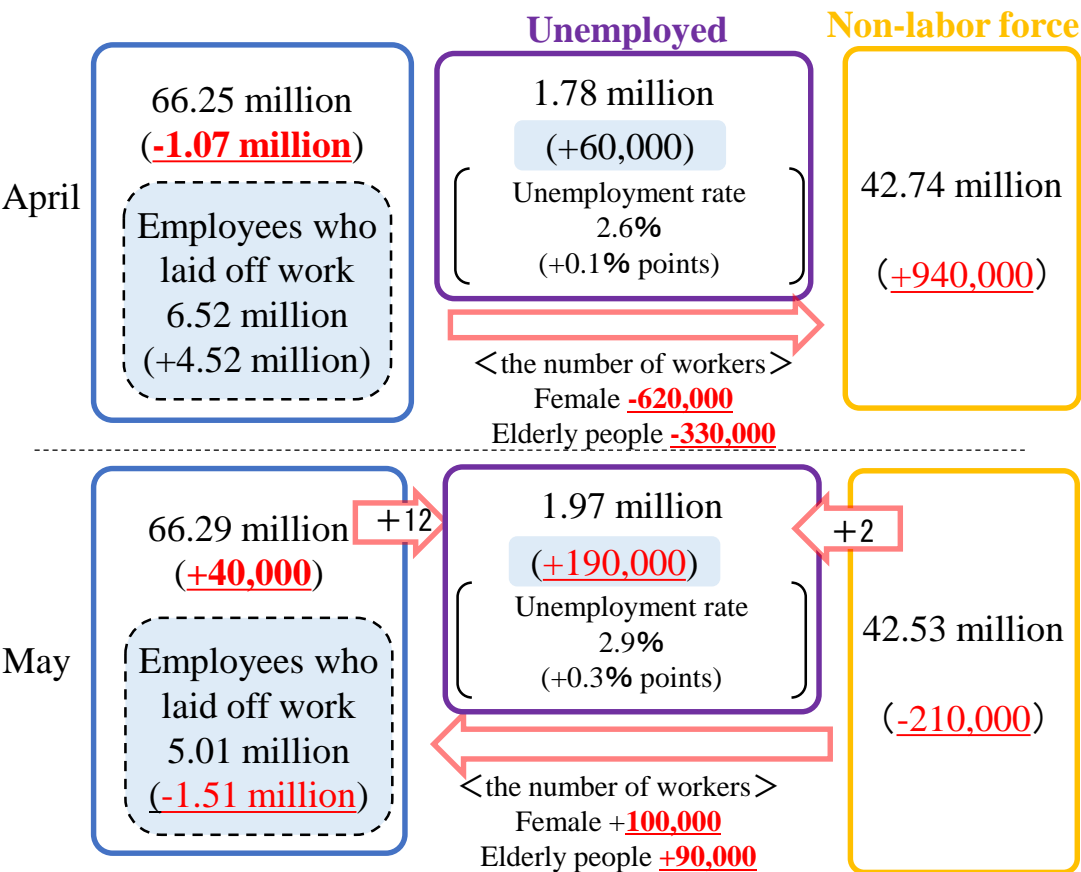 Unemployed
Non-labor force
April
66.25 million
(-1.07 million)
Employees who
laid off work
6.52 million
(+4.52 million)
1.78 million
(+60,000)
Unemployment rate
2.6%
(+0.1% points)
42.74 million
(+940,000)
<the number of workers>
Female -620,000
Elderly people -330,000
May
66.29 million
(+40,000)
Employees who
laid off work
5.01 million
(-1.51 million)
+12
1.97 million
(+190,000)
Unemployment rate
2.9%
(+0.3% points)
+2
42.53 million
(-210,000)
<the number of workers>
Female +100,000
Elderly people +90,000